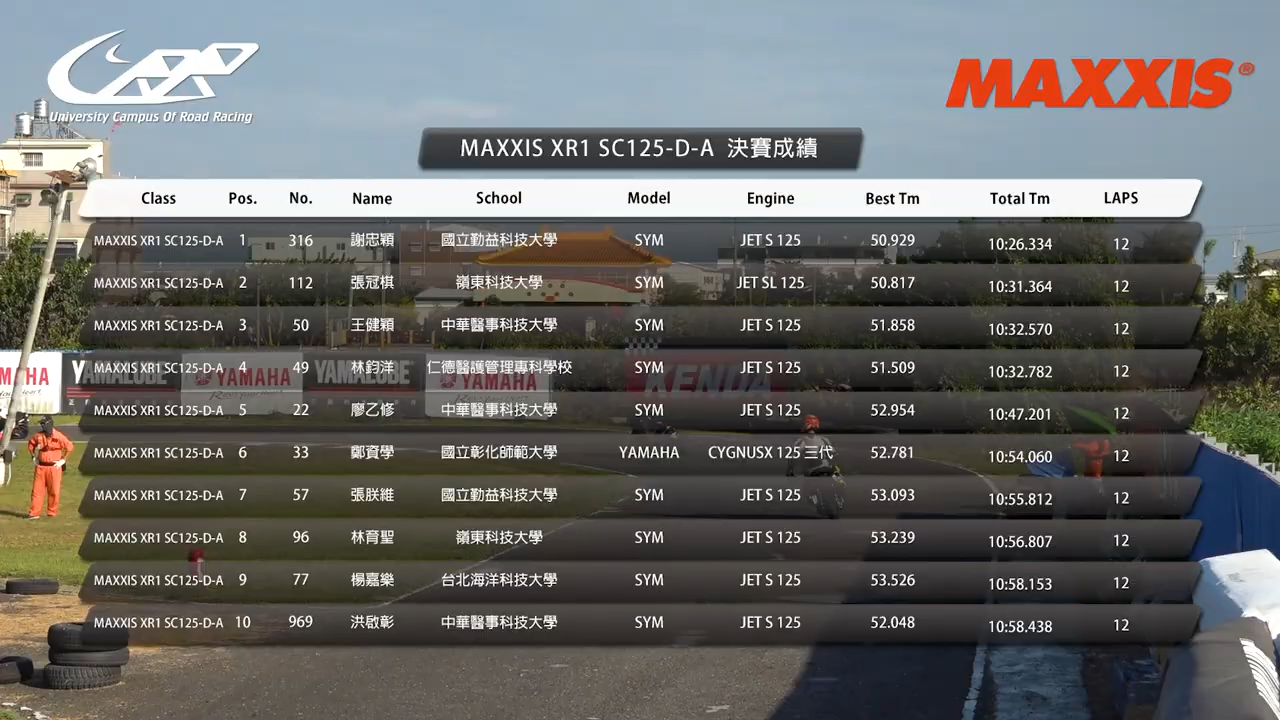 University Campus Of Road Racing
MAXXIS®
MAXXIS XR1 SC125-D-A 決賽成績
Class Pos. No. Name School Model Engine Best Tm Total Tm LAPS
MAXXIS XR1 SC125-D-A 1 316 謝忠穎 國立勤益科技大學 SYM JET S 125 50.929 10:26.334 12
MAXXIS XR1 SC125-D-A 2 112 張冠棋 嶺東科技大學 SYM JET SL 125 50.817 10:31.364 12
MAXXIS XR1 SC125-D-A 3 50 王健穎 中華醫事科技大學 SYM JET S 125 51.858 10:32.570 12
MAXXIS XR1 SC125-D-A 4 49 林鈞洋 仁德醫護管理專科學校 SYM JET S 125 51.509 10:32.782 12
MAXXIS XR1 SC125-D-A 5 22 廖乙修 中華醫事科技大學 SYM JET S 125 52.954 10:47.201 12
MAXXIS XR1 SC125-D-A 6 33 鄭資學 國立彰化師範大學 YAMAHA CYGNUSX 125 三代 52.781 10:54.060 12
MAXXIS XR1 SC125-D-A 7 57 張朕維 國立勤益科技大學 SYM JET S 125 53.093 10:55.812 12
MAXXIS XR1 SC125-D-A 8 96 林育聖 嶺東科技大學 SYM JET S 125 53.239 10:56.807 12
MAXXIS XR1 SC125-D-A 9 77 楊嘉樂 台北海洋科技大學 SYM JET S 125 53.526 10:58.153 12
MAXXIS XR1 SC125-D-A 10 969 洪啟彰 中華醫事科技大學 SYM JET S 125 52.048 10:58.438 12
YAMALUBE YAMAHA YAMALUBE YAMAHA KENDA